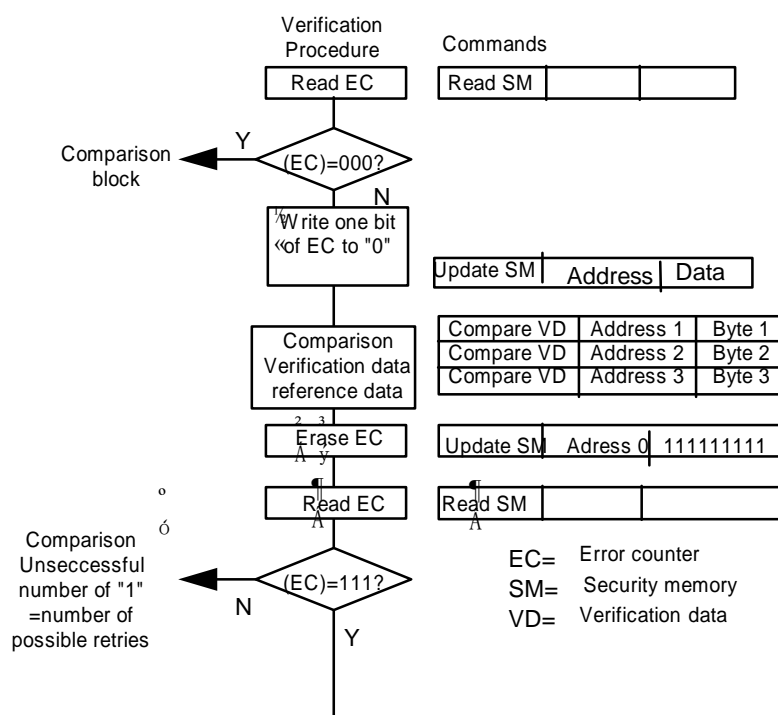 Verification
Procedure
Commands
Read EC
Read SM
Y
(EC)=000?
Comparison
block
N
Write one bit
of EC to "0"
Update SM Address Data
Comparison
Verification data
reference data
Compare VD Address 1 Byte 1
Compare VD Address 2 Byte 2
Compare VD Address 3 Byte 3
Erase EC
Update SM Adress 0 111111111
Read EC
Read SM
Comparison
Unseccessful
number of "1"
=number of
possible retries
(EC)=111?
N
Y
EC= Error counter
SM= Security memory
VD= Verification data